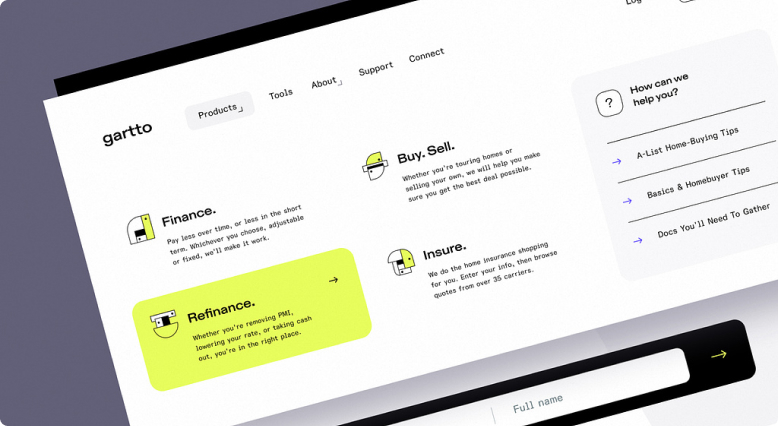 Log
gartto
Products
Tools
About
Support
Connect
Finance.
Pay less over time, or less in the short
term. Whichever you choose, adjustable
or fixed, we'll make it work.
Buy. Sell.
Whether you're touring homes or
selling your own, we will help you make
sure you get the best deal possible.
Refinance.
Whether you're removing PMI,
lowering your rate, or taking cash
out, you're in the right place.
Insure.
We do the home insurance shopping
for you. Enter your info, then browse
quotes from over 35 carriers.
?
How can we
help you?
A-List Home-Buying Tips
Basics & Homebuyer Tips
Docs You'll Need To Gather
Full name